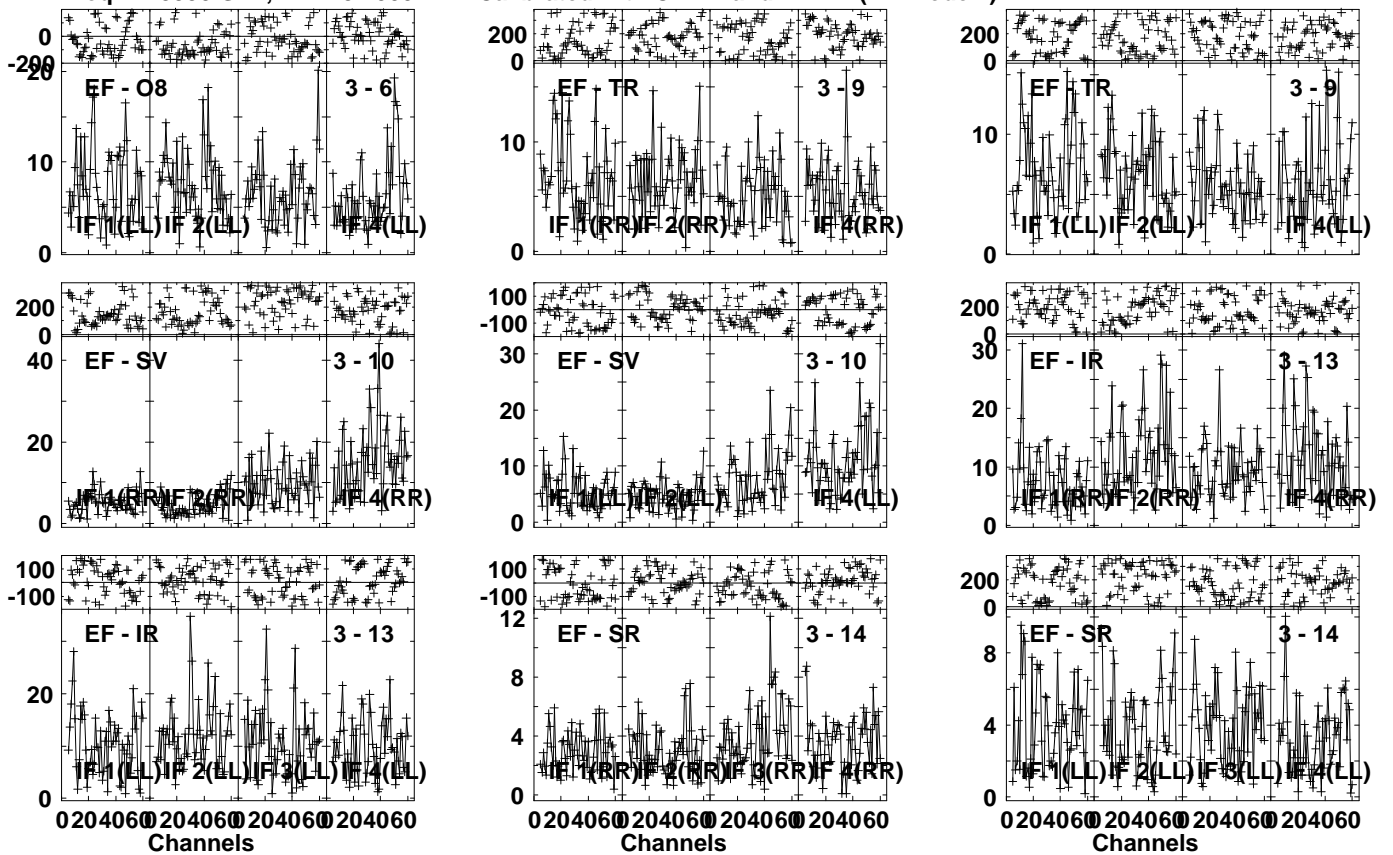 0
-200
200
0
200
0
20
10
0
EF - O8
3 - 6
IF 1(LL)
IF 2(LL)
IF 4(LL)
10
0
EF - TR
3 - 9
IF 1(RR)
IF 2(RR)
IF 4(RR)
10
0
EF - TR
3 - 9
IF 1(LL)
IF 2(LL)
IF 4(LL)
200
0
100
-100
200
0
40
20
0
EF - SV
3 - 10
IF 1(RR)
IF 2(RR)
IF 4(RR)
30
20
10
0
EF - SV
3 - 10
IF 1(LL)
IF 2(LL)
IF 4(LL)
30
20
10
0
EF - IR
3 - 13
IF 1(RR)
IF 2(RR)
IF 4(RR)
100
-100
100
-100
200
0
20
0
EF - IR
3 - 13
IF 1(LL)
IF 2(LL)
IF 3(LL)
IF 4(LL)
12
8
4
0
EF - SR
3 - 14
IF 1(RR)
IF 2(RR)
IF 3(RR)
IF 4(RR)
8
4
0
EF - SR
3 - 14
IF 1(LL)
IF 2(LL)
IF 3(LL)
IF 4(LL)
0 20 40 60 0 20 40 60 0 20 40 60 0 20 40 60
0 20 40 60 0 20 40 60 0 20 40 60 0 20 40 60
0 20 40 60 0 20 40 60 0 20 40 60 0 20 40 60
Channels
Channels
Channels